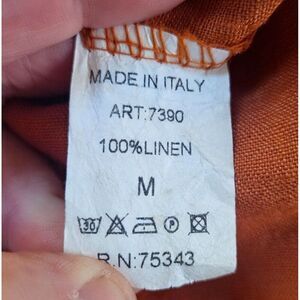 MADE IN ITALY
ART:7390
100%LINEN
M
30 P
R.N:75343